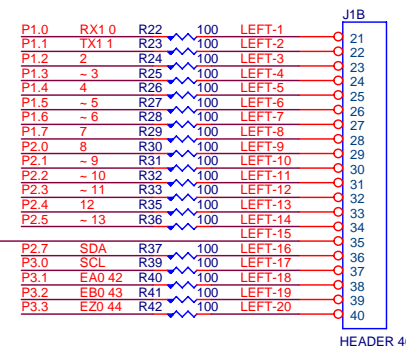 J1B
P1.0 RX1 0 R22 100 LEFT-1 21
P1.1 TX1 1 R23 100 LEFT-2 22
P1.2 2 R24 100 LEFT-3 23
P1.3 ~ 3 R25 100 LEFT-4 24
P1.4 4 R26 100 LEFT-5 25
P1.5 ~ 5 R27 100 LEFT-6 26
P1.6 ~ 6 R28 100 LEFT-7 27
P1.7 7 R29 100 LEFT-8 28
P2.0 8 R30 100 LEFT-9 29
P2.1 ~ 9 R31 100 LEFT-10 30
P2.2 ~ 10 R32 100 LEFT-11 31
P2.3 ~ 11 R33 100 LEFT-12 32
P2.4 12 R35 100 LEFT-13 33
P2.5 ~ 13 R36 100 LEFT-14 34
LEFT-15 35
P2.7 SDA R37 100 LEFT-16 36
P3.0 SCL R39 100 LEFT-17 37
P3.1 EA0 42 R40 100 LEFT-18 38
P3.2 EB0 43 R41 100 LEFT-19 39
P3.3 EZ0 44 R42 100 LEFT-20 40
HEADER